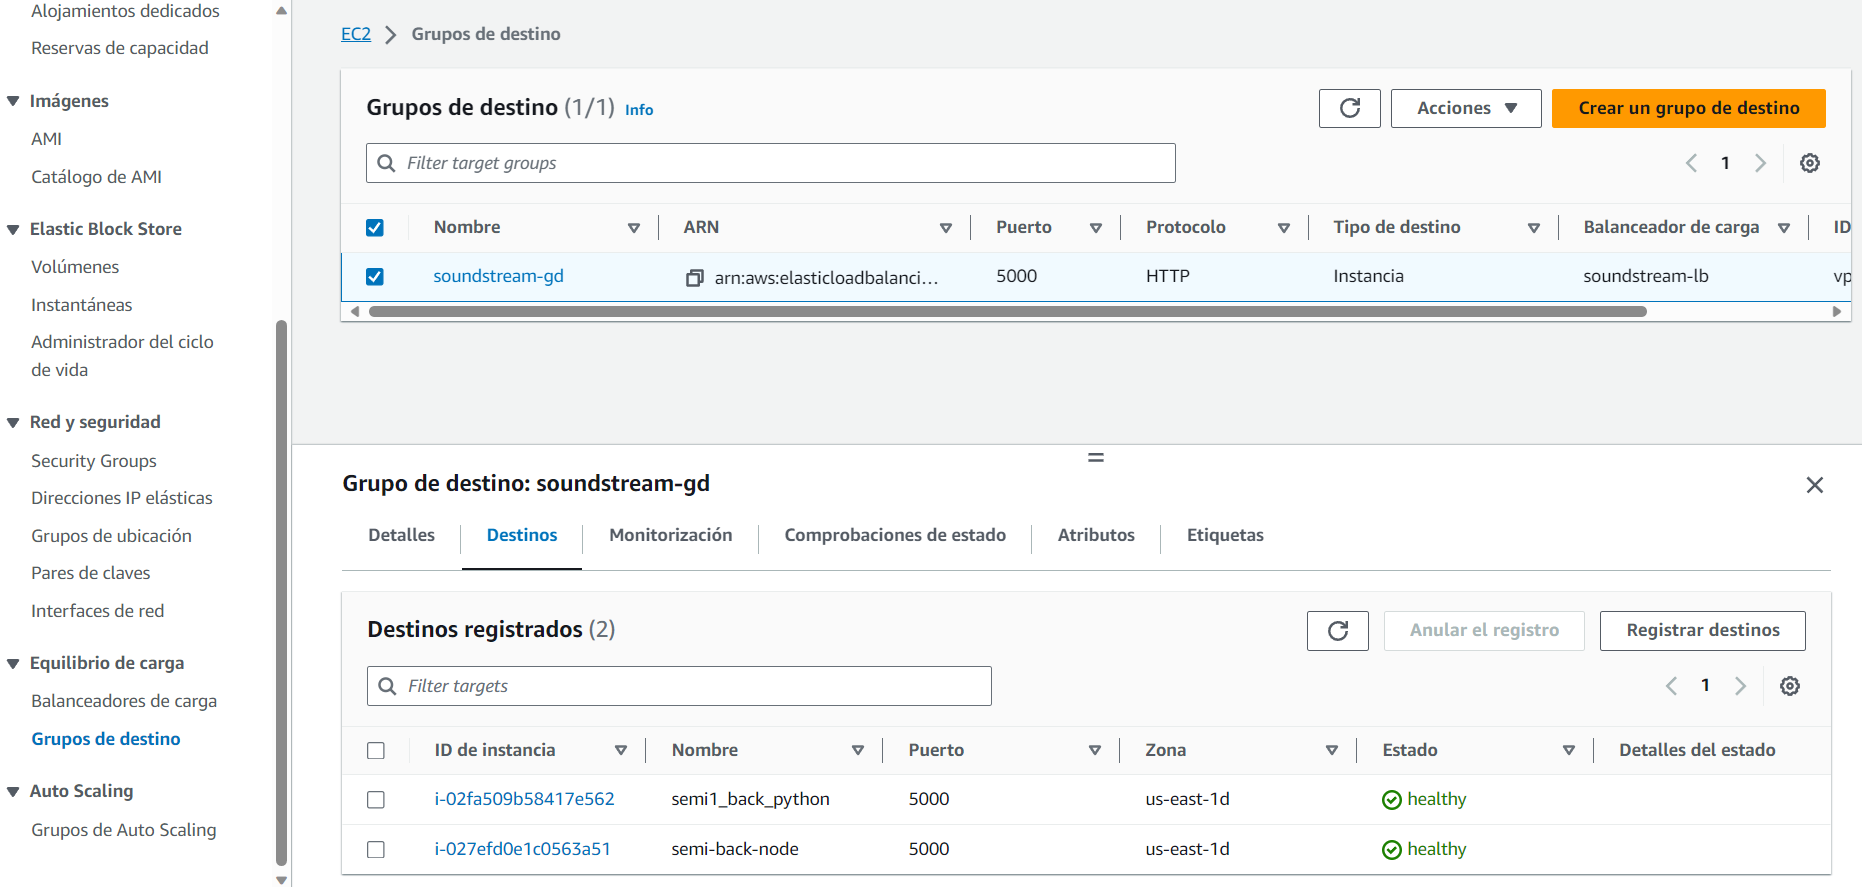 Alojamientos dedicados
Reservas de capacidad
Imágenes
AMI
Catálogo de AMI
Elastic Block Store
Volúmenes
Instantáneas
Administrador del ciclo
de vida
Red y seguridad
Security Groups
Direcciones IP elásticas
Grupos de ubicación
Pares de claves
Interfaces de red
Equilibrio de carga
Balanceadores de carga
Grupos de destino
Auto Scaling
Grupos de Auto Scaling
EC2 > Grupos de destino
Grupos de destino (1/1) Info
Acciones
Crear un grupo de destino
Filter target groups
1
Nombre ARN Puerto Protocolo Tipo de destino Balanceador de carga ID
soundstream-gd arn:aws:elasticloadbalanci... 5000 HTTP Instancia soundstream-lb vp
Grupo de destino: soundstream-gd
Detalles Destinos Monitorización Comprobaciones de estado Atributos Etiquetas
Destinos registrados (2)
Anular el registro
Registrar destinos
Filter targets
1
ID de instancia Nombre Puerto Zona Estado Detalles del estado
i-02fa509b58417e562 semi1_back_python 5000 us-east-1d healthy
i-027efd0e1c0563a51 semi-back-node 5000 us-east-1d healthy